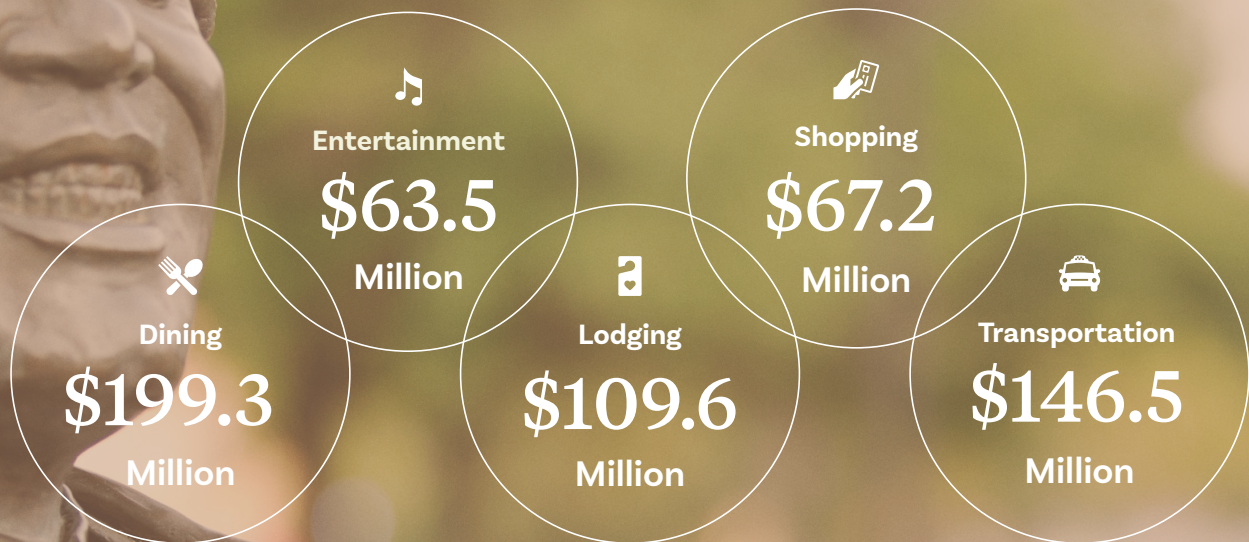 Entertainment
$63.5
Million
Shopping
$67.2
Million
Dining
$199.3
Million
Lodging
$109.6
Million
Transportation
$146.5
Million